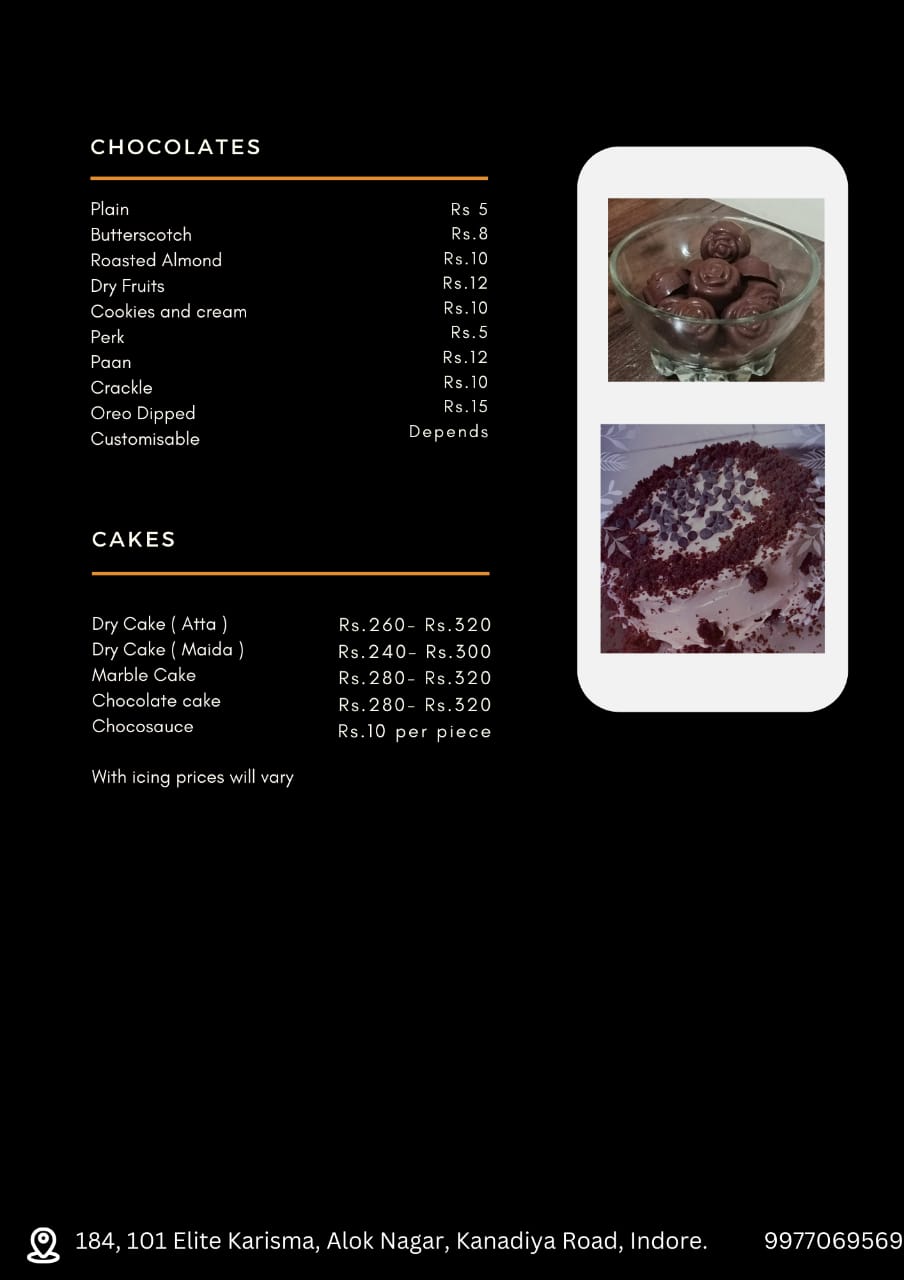 CHOCOLATES
Plain Rs 5
Butterscotch Rs.8
Roasted Almond Rs.10
Dry Fruits Rs.12
Cookies and cream Rs.10
Perk Rs.5
Paan Rs.12
Crackle Rs.10
Oreo Dipped Rs.15
Customisable Depends
CAKES
Dry Cake ( Atta ) Rs.260- Rs.320
Dry Cake ( Maida ) Rs.240- Rs.300
Marble Cake Rs.280- Rs.320
Chocolate cake Rs.280- Rs.320
Chocosauce Rs.10 per piece
With icing prices will vary
184, 101 Elite Karisma, Alok Nagar, Kanadiya Road, Indore. 9977069569